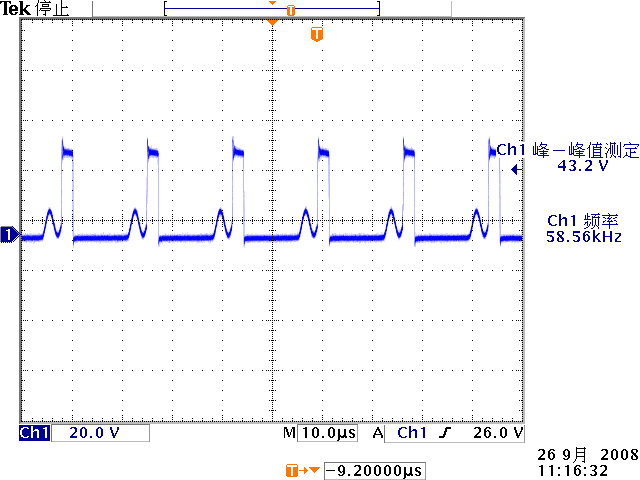 Tek 停止
T
T
Ch1 峰－峰值测定
43.2 V
Ch1 频率
58.56kHz
1
Ch1 20.0 V M 10.0µs A Ch1 26.0 V
T -9.20000µs
26 9月 2008
11:16:32